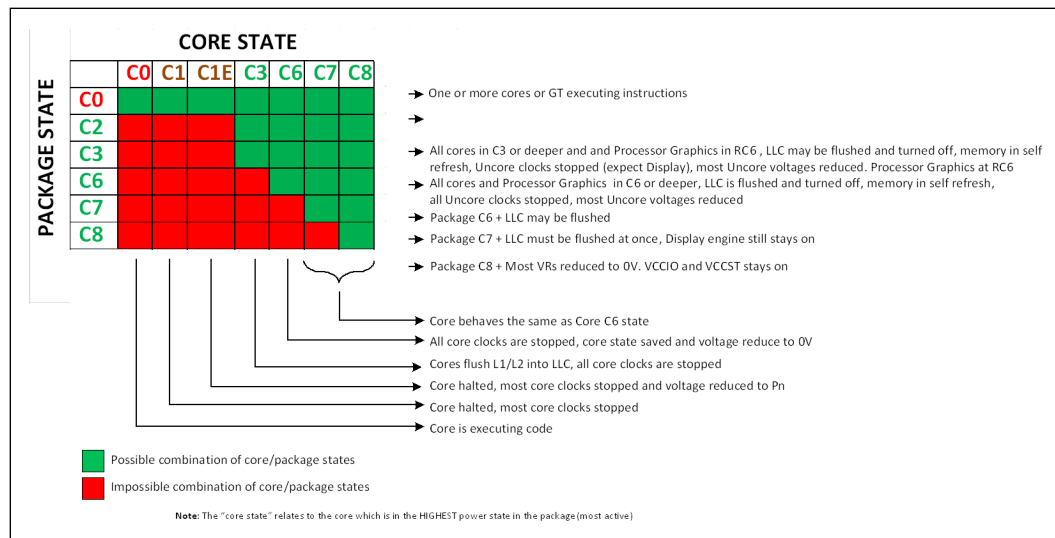 CORE STATE
PACKAGE STATE
C0 C1 C1E C3 C6 C7 C8
C0
C2
C3
C6
C7
C8
One or more cores or GT executing instructions
All cores in C3 or deeper and and Processor Graphics in RC6 , LLC may be flushed and turned off, memory in self
refresh, Uncore clocks stopped (expect Display), most Uncore voltages reduced. Processor Graphics at RC6
All cores and Processor Graphics in C6 or deeper, LLC is flushed and turned off, memory in self refresh,
all Uncore clocks stopped, most Uncore voltages reduced
Package C6 + LLC may be flushed
Package C7 + LLC must be flushed at once, Display engine still stays on
Package C8 + Most VRs reduced to 0V. VCCIO and VCCST stays on
Core behaves the same as Core C6 state
All core clocks are stopped, core state saved and voltage reduce to 0V
Cores flush L1/L2 into LLC, all core clocks are stopped
Core halted, most core clocks stopped and voltage reduced to Pn
Core halted, most core clocks stopped
Core is executing code
Possible combination of core/package states
Impossible combination of core/package states
Note: The "core state" relates to the core which is in the HIGHEST power state in the package (most active)